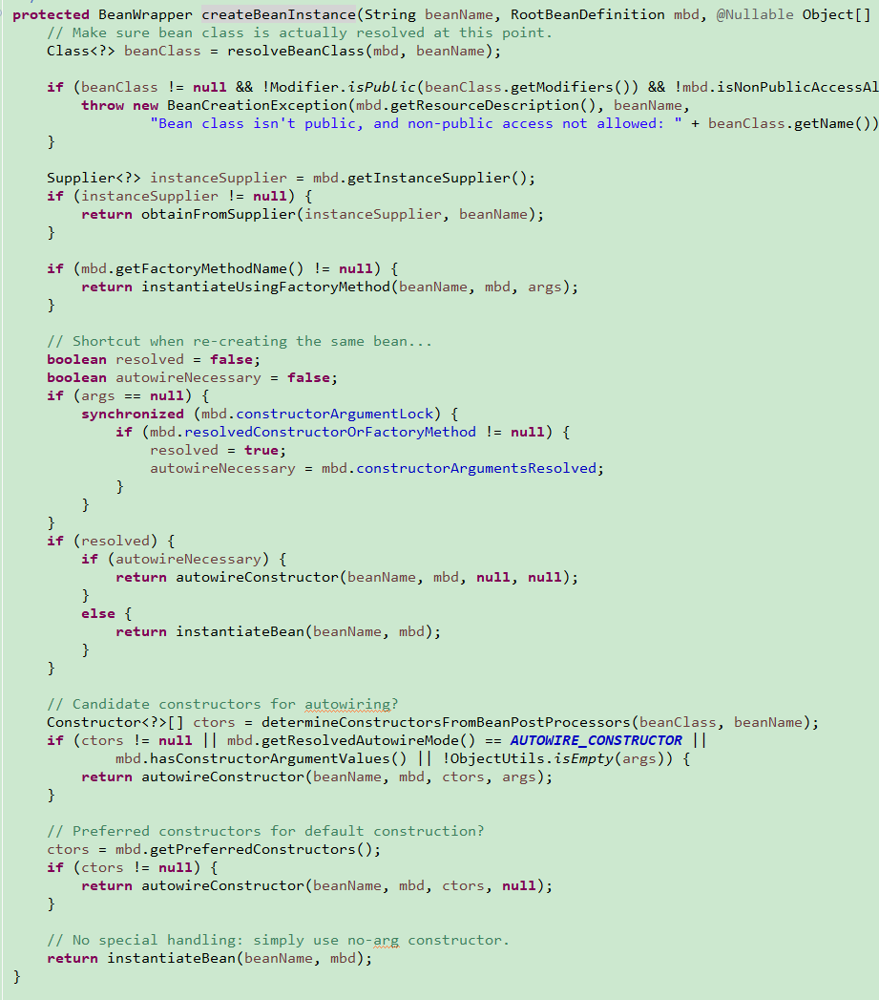 protected BeanWrapper createBeanInstance(String beanName, RootBeanDefinition mbd, @Nullable Object[]
// Make sure bean class is actually resolved at this point.
Class<?> beanClass = resolveBeanClass(mbd, beanName);
if (beanClass != null && !Modifier.isPublic(beanClass.getModifiers()) && !mbd.isNonPublicAccessAl
throw new BeanCreationException(mbd.getResourceDescription(), beanName,
"Bean class isn't public, and non-public access not allowed: " + beanClass.getName())
}
Supplier<?> instanceSupplier = mbd.getInstanceSupplier();
if (instanceSupplier != null) {
return obtainFromSupplier(instanceSupplier, beanName);
}
if (mbd.getFactoryMethodName() != null) {
return instantiateUsingFactoryMethod(beanName, mbd, args);
}
// Shortcut when re-creating the same bean...
boolean resolved = false;
boolean autowireNecessary = false;
if (args == null) {
synchronized (mbd.constructorArgumentLock) {
if (mbd.resolvedConstructorOrFactoryMethod != null) {
resolved = true;
autowireNecessary = mbd.constructorArgumentsResolved;
}
}
}
if (resolved) {
if (autowireNecessary) {
return autowireConstructor(beanName, mbd, null, null);
}
else {
return instantiateBean(beanName, mbd);
}
}
// Candidate constructors for autowiring?
Constructor<?>[] ctors = determineConstructorsFromBeanPostProcessors(beanClass, beanName);
if (ctors != null || mbd.getResolvedAutowireMode() == AUTOWIRE_CONSTRUCTOR ||
mbd.hasConstructorArgumentValues() || !ObjectUtils.isEmpty(args)) {
return autowireConstructor(beanName, mbd, ctors, args);
}
// Preferred constructors for default construction?
ctors = mbd.getPreferredConstructors();
if (ctors != null) {
return autowireConstructor(beanName, mbd, ctors, null);
}
// No special handling: simply use no-arg constructor.
return instantiateBean(beanName, mbd);
}